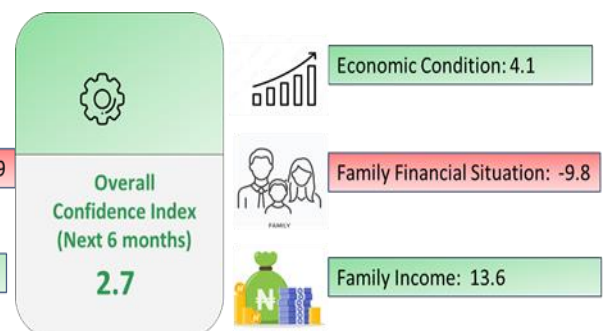 Economic Condition: 4.1
9
Overall
Confidence Index
(Next 6 months)
2.7
Family Financial Situation: -9.8
FAMILY
Family Income: 13.6
₦